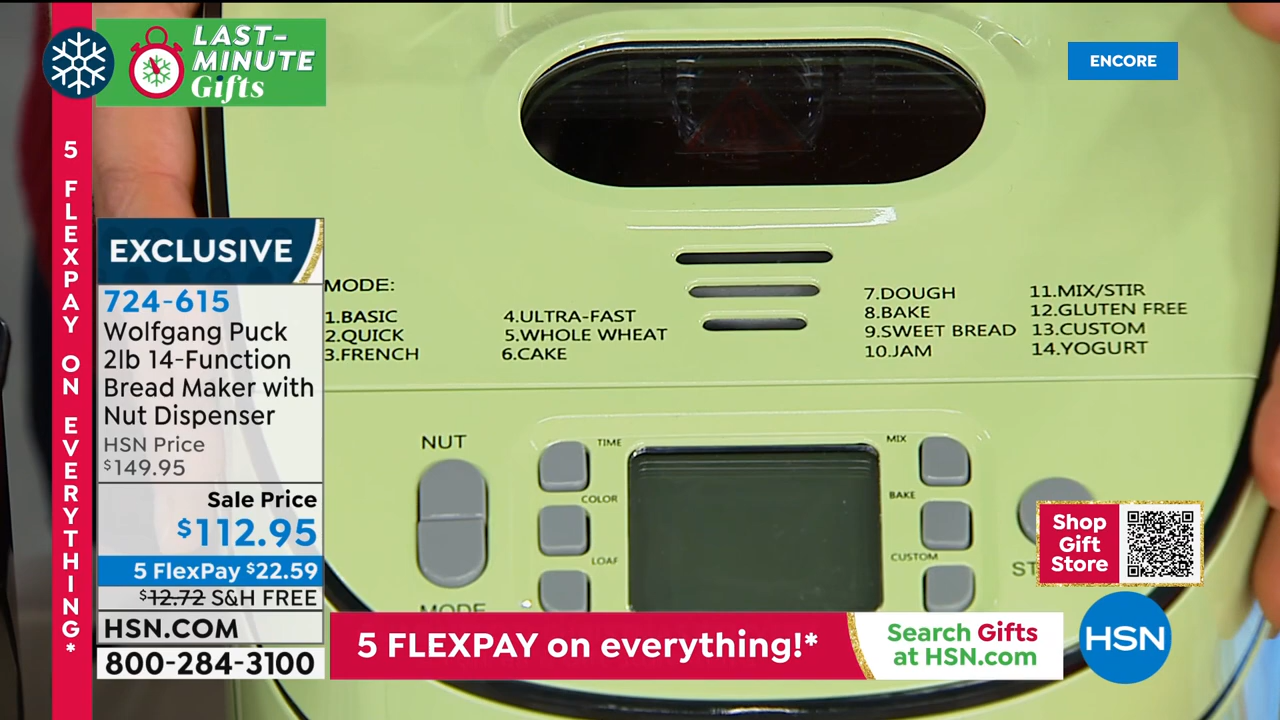 LAST-
MINUTE
Gifts
ENCORE
5 FLEXPAY ON EVERYTHING!*
EXCLUSIVE
724-615
Wolfgang Puck
2lb 14-Function
Bread Maker with
Nut Dispenser
HSN Price
$149.95
Sale Price
$112.95
5 FlexPay $22.59
$12.72 S&H FREE
HSN.COM
800-284-3100
MODE:
1.BASIC
2.QUICK
3.FRENCH
4.ULTRA-FAST
5.WHOLE WHEAT
6.CAKE
7.DOUGH
8.BAKE
9.SWEET BREAD
10.JAM
11.MIX/STIR
12.GLUTEN FREE
13.CUSTOM
14.YOGURT
NUT
MODE
TIME
COLOR
LOAF
MIX
BAKE
CUSTOM
ST
Shop
Gift
Store
5 FLEXPAY on everything!*
Search Gifts
at HSN.com
HSN